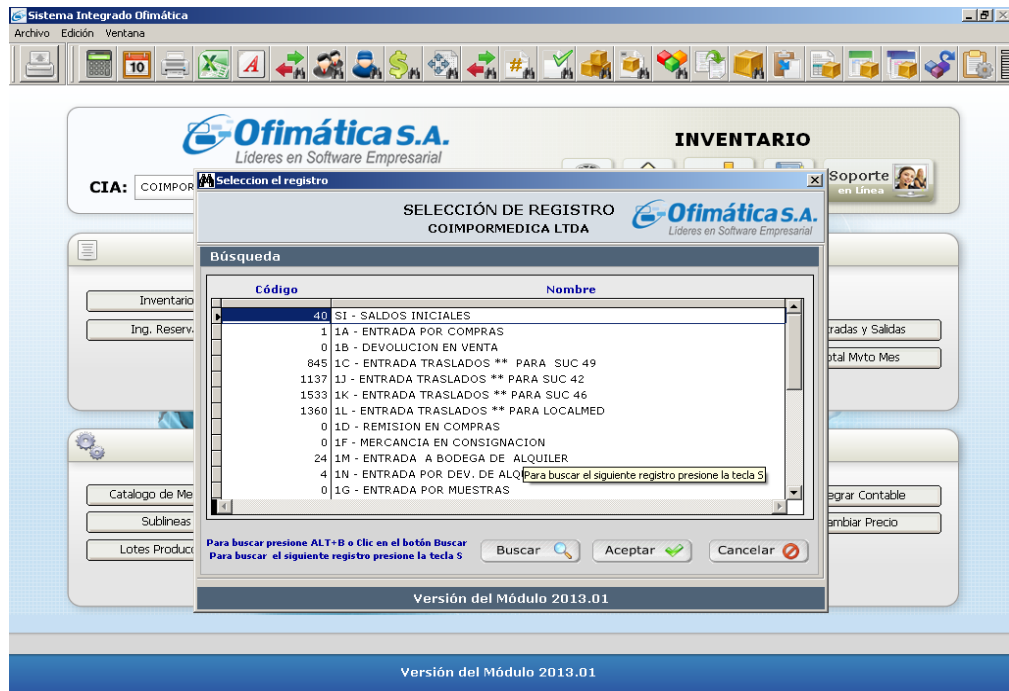 Sistema Integrado Ofimática
Archivo Edición Ventana
10
A
$
#
Ofimática S.A.
Líderes en Software Empresarial
INVENTARIO
Soporte
en Línea
CIA: COIMPOR
Seleccion el registro
SELECCIÓN DE REGISTRO
COIMPORMEDICA LTDA
Ofimática S.A.
Líderes en Software Empresarial
Búsqueda
Código Nombre
40 SI - SALDOS INICIALES
1 1A - ENTRADA POR COMPRAS
0 1B - DEVOLUCION EN VENTA
845 1C - ENTRADA TRASLADOS ** PARA SUC 49
1137 1J - ENTRADA TRASLADOS ** PARA SUC 42
1533 1K - ENTRADA TRASLADOS ** PARA SUC 46
1360 1L - ENTRADA TRASLADOS ** PARA LOCALMED
0 1D - REMISION EN COMPRAS
0 1F - MERCANCIA EN CONSIGNACION
24 1M - ENTRADA A BODEGA DE ALQUILER
4 1N - ENTRADA POR DEV. DE ALQ
Para buscar el siguiente registro presione la tecla S
0 1G - ENTRADA POR MUESTRAS
Para buscar presione ALT+B o Clic en el botón Buscar
Para buscar el siguiente registro presione la tecla S
Buscar Aceptar Cancelar
Versión del Módulo 2013.01
Inventario
Ing. Reserv
radas y Salidas
otal Mvto Mes
Catalogo de Me
Sublineas
Lotes Produc
egrar Contable
ambiar Precio
Versión del Módulo 2013.01